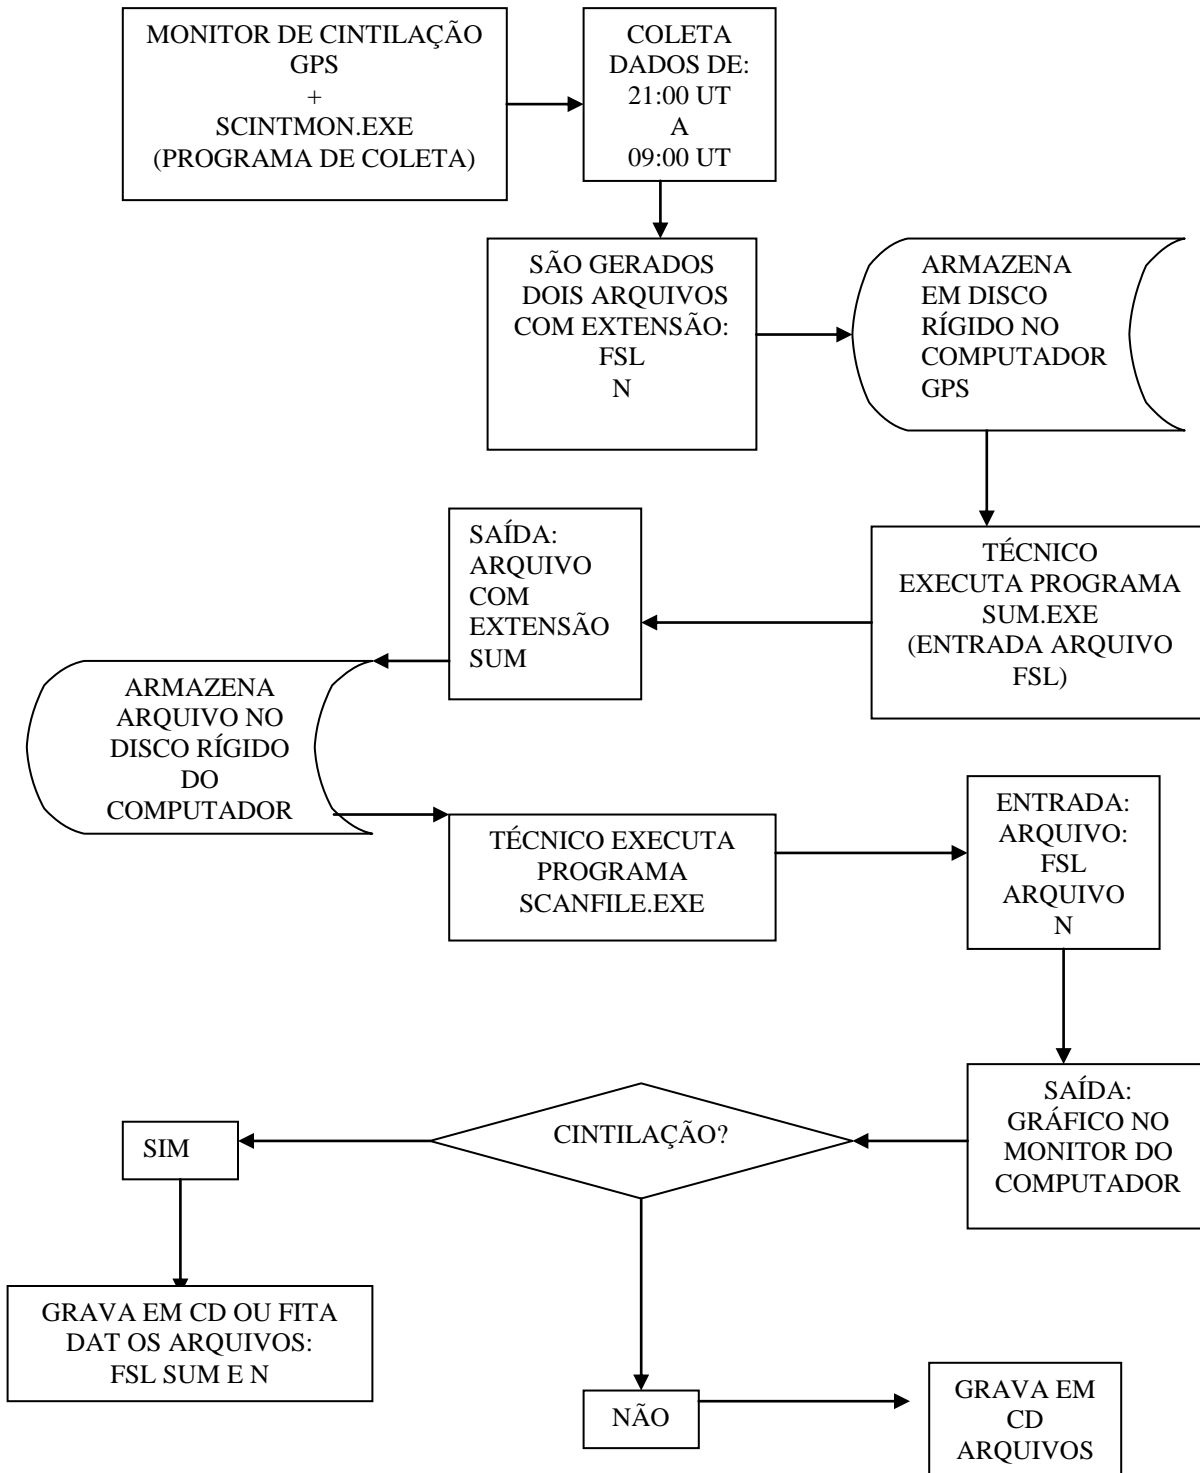 MONITOR DE CINTILAÇÃO
GPS
+
SCINTMON.EXE
(PROGRAMA DE COLETA)
COLETA
DADOS DE:
21:00 UT
A
09:00 UT
SÃO GERADOS
DOIS ARQUIVOS
COM EXTENSÃO:
FSL
N
ARMAZENA
EM DISCO
RÍGIDO NO
COMPUTADOR
GPS
TÉCNICO
EXECUTA PROGRAMA
SUM.EXE
(ENTRADA ARQUIVO
FSL)
SAÍDA:
ARQUIVO
COM
EXTENSÃO
SUM
ARMAZENA
ARQUIVO NO
DISCO RÍGIDO
DO
COMPUTADOR
TÉCNICO EXECUTA
PROGRAMA
SCANFILE.EXE
ENTRADA:
ARQUIVO:
FSL
ARQUIVO
N
SAÍDA:
GRÁFICO NO
MONITOR DO
COMPUTADOR
CINTILAÇÃO?
SIM
GRAVA EM CD OU FITA
DAT OS ARQUIVOS:
FSL SUM E N
NÃO
GRAVA EM
CD
ARQUIVOS